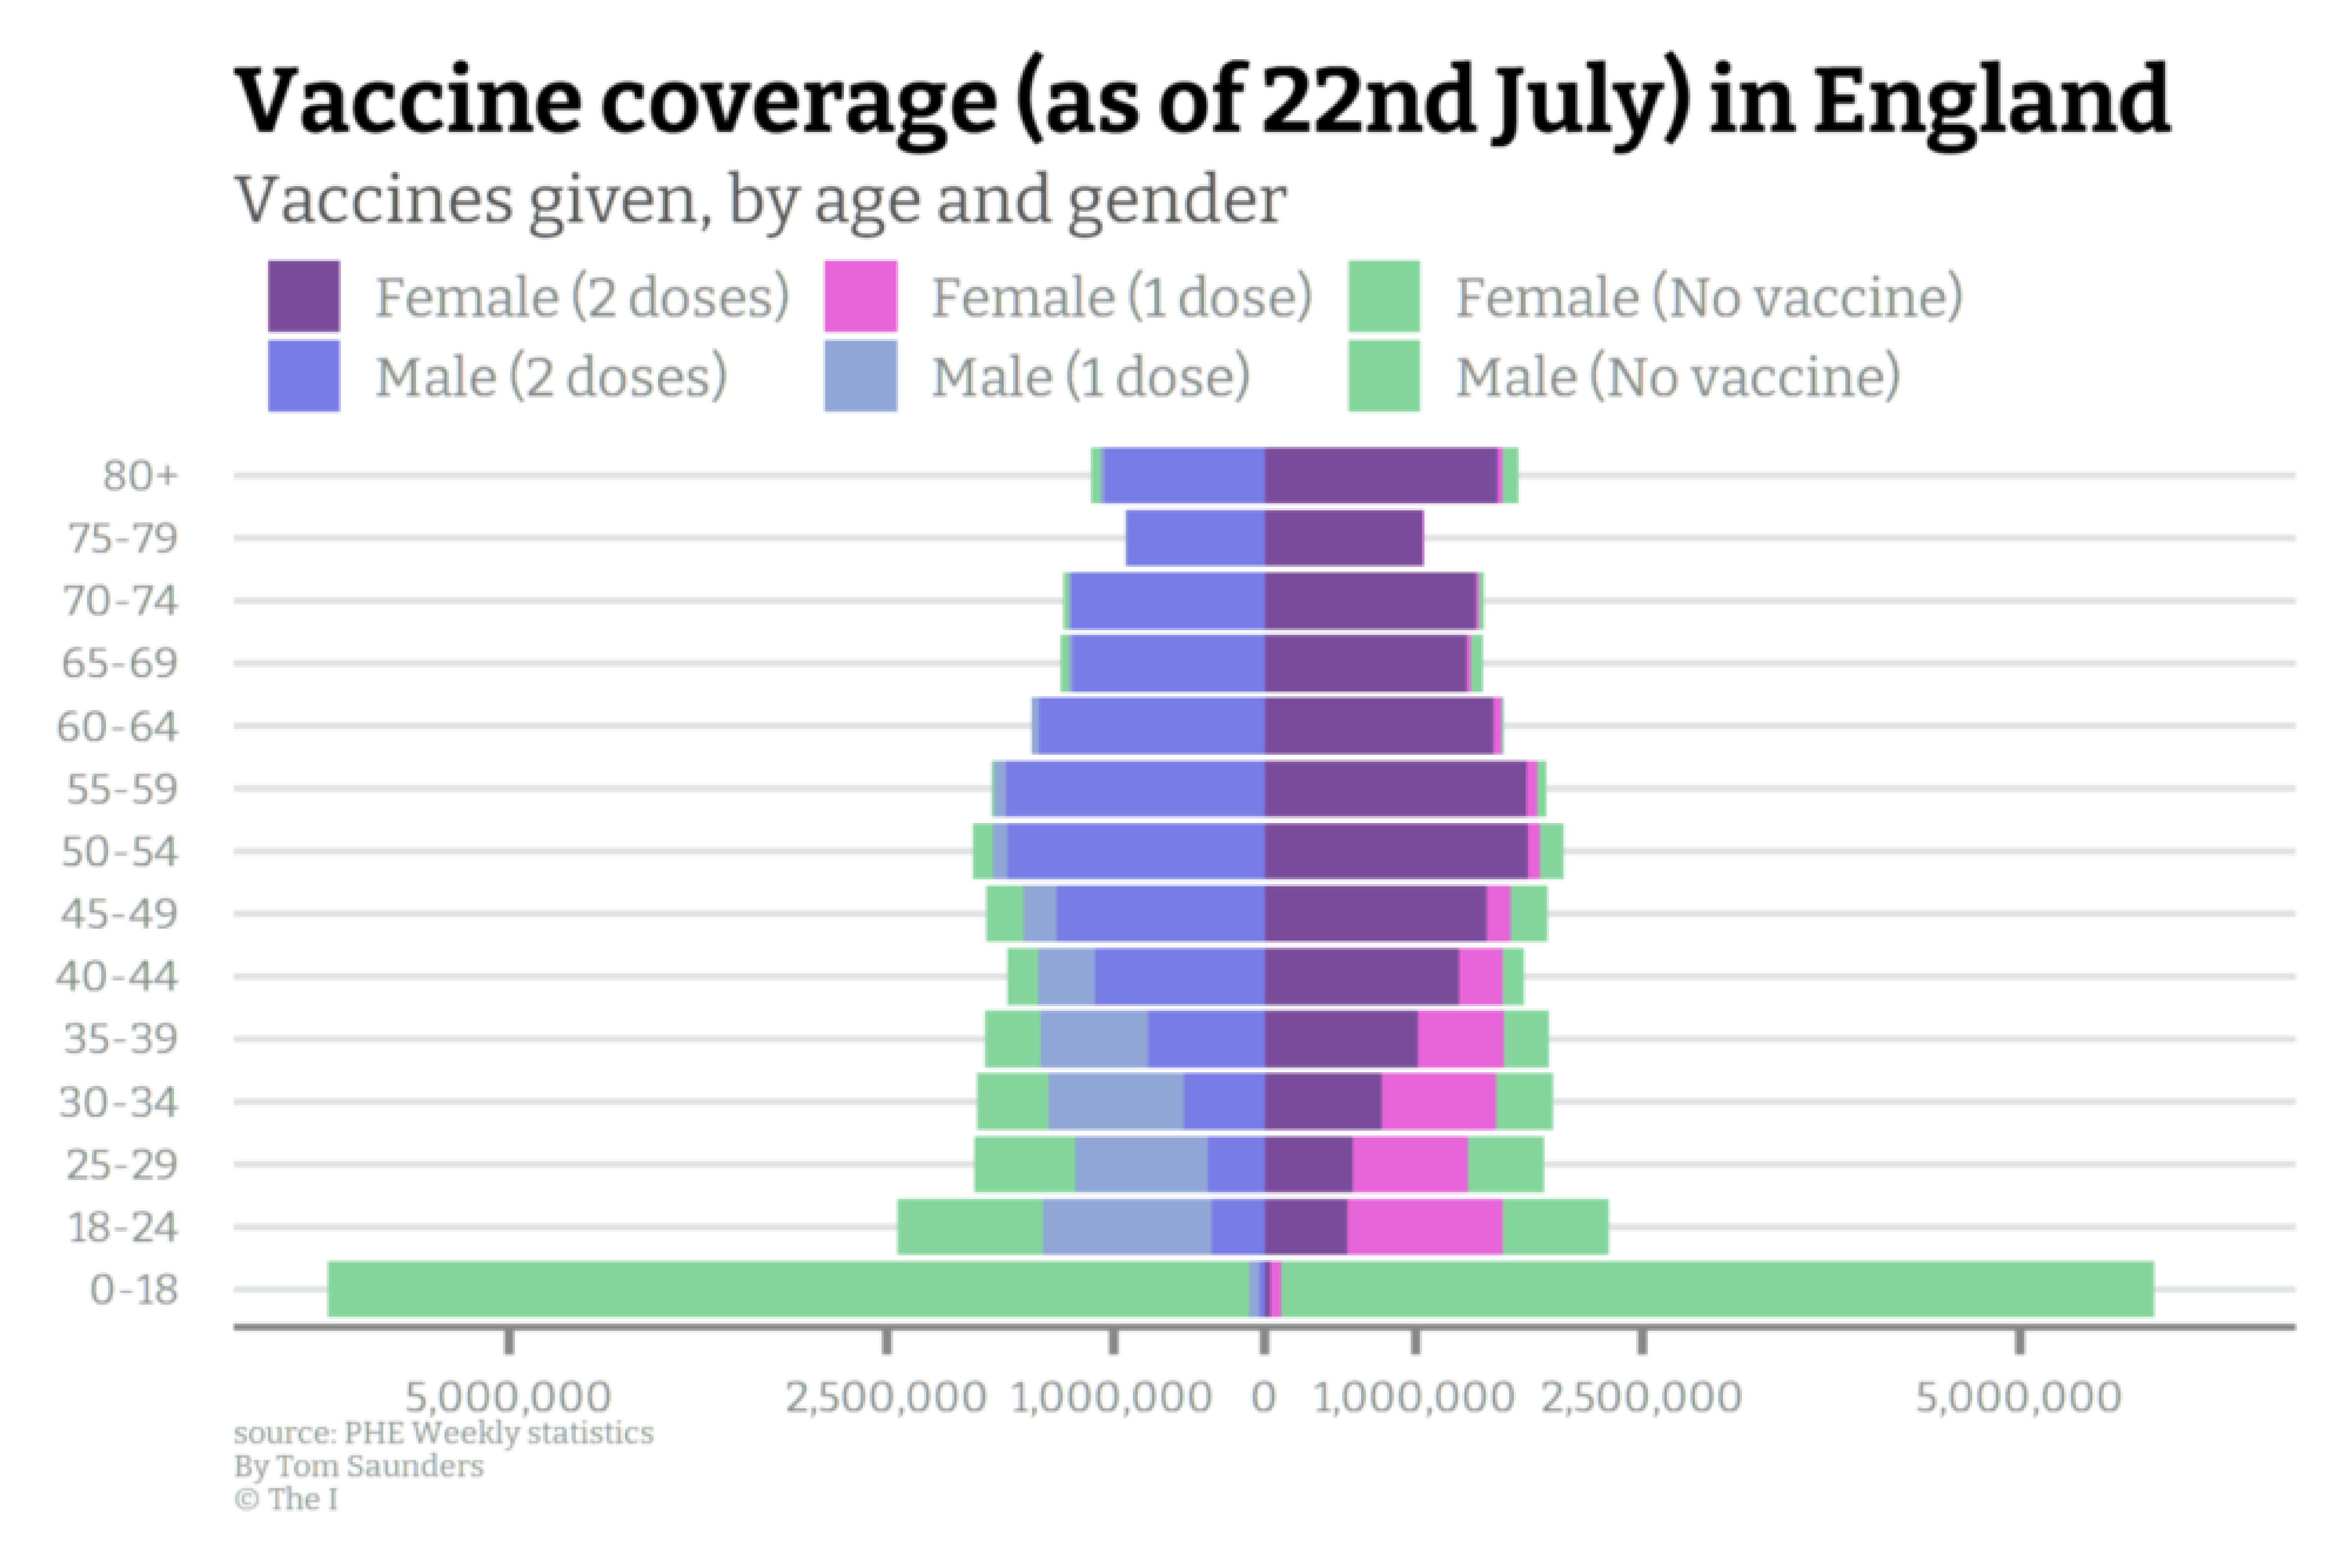 Vaccine coverage (as of 22nd July) in England
Vaccines given, by age and gender
Female (2 doses) Female (1 dose) Female (No vaccine)
Male (2 doses) Male (1 dose) Male (No vaccine)
80+
75-79
70-74
65-69
60-64
55-59
50-54
45-49
40-44
35-39
30-34
25-29
18-24
0-18
5,000,000 2,500,000 1,000,000 0 1,000,000 2,500,000 5,000,000
source: PHE Weekly statistics
By Tom Saunders
© The I